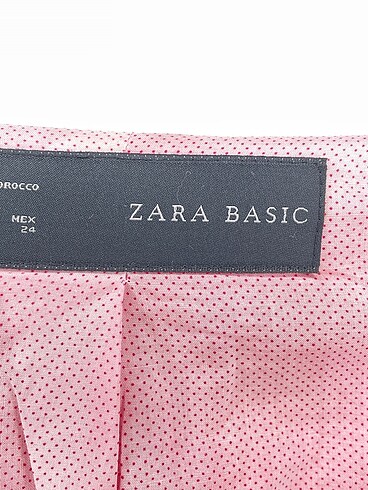 OROCCO
MEX
24
ZARA BASIC